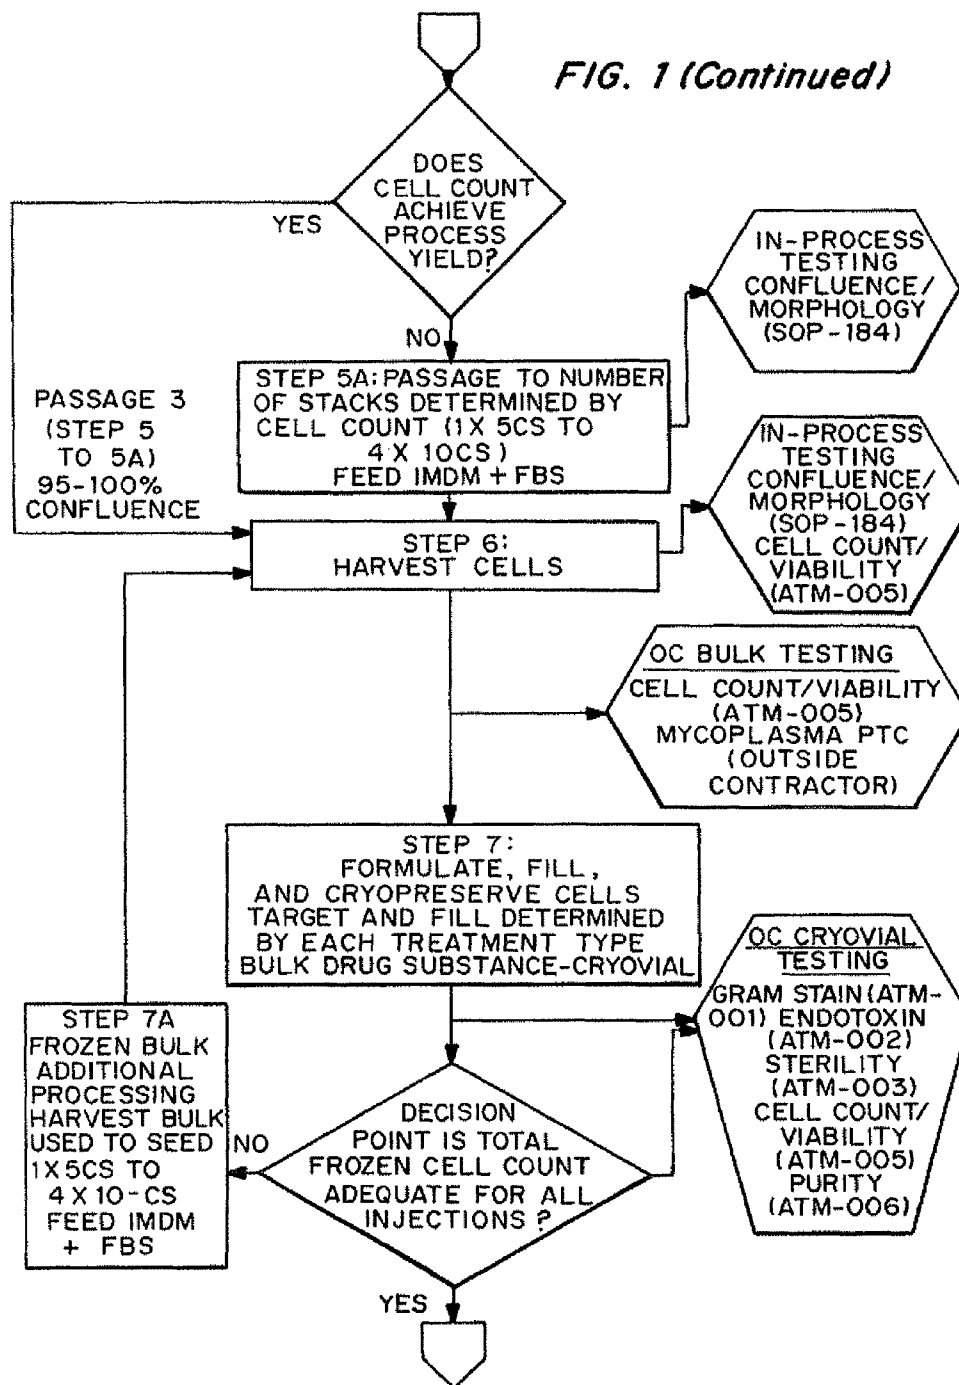 FIG. 1 (Continued)
DOES
CELL COUNT
ACHIEVE
PROCESS
YIELD?
YES
NO
IN-PROCESS
TESTING
CONFLUENCE/
MORPHOLOGY
(SOP-184)
STEP 5A: PASSAGE TO NUMBER
OF STACKS DETERMINED BY
CELL COUNT (1 X 5CS TO
4 X 10CS)
FEED IMDM + FBS
PASSAGE 3
(STEP 5
TO 5A)
95-100%
CONFLUENCE
IN-PROCESS
TESTING
CONFLUENCE/
MORPHOLOGY
(SOP-184)
CELL COUNT/
VIABILITY
(ATM-005)
STEP 6:
HARVEST CELLS
OC BULK TESTING
CELL COUNT/VIABILITY
(ATM-005)
MYCOPLASMA PTC
(OUTSIDE
CONTRACTOR)
STEP 7:
FORMULATE, FILL,
AND CRYOPRESERVE CELLS
TARGET AND FILL DETERMINED
BY EACH TREATMENT TYPE
BULK DRUG SUBSTANCE-CRYOVIAL
OC CRYOVIAL
TESTING
GRAM STAIN (ATM-
001) ENDOTOXIN
(ATM-002)
STERILITY
(ATM-003)
CELL COUNT/
VIABILITY
(ATM-005)
PURITY
(ATM-006)
STEP 7A
FROZEN BULK
ADDITIONAL
PROCESSING
HARVEST BULK
USED TO SEED
1 X 5CS TO
4 X 10-CS
FEED IMDM
+ FBS
NO
DECISION
POINT IS TOTAL
FROZEN CELL COUNT
ADEQUATE FOR ALL
INJECTIONS ?
YES